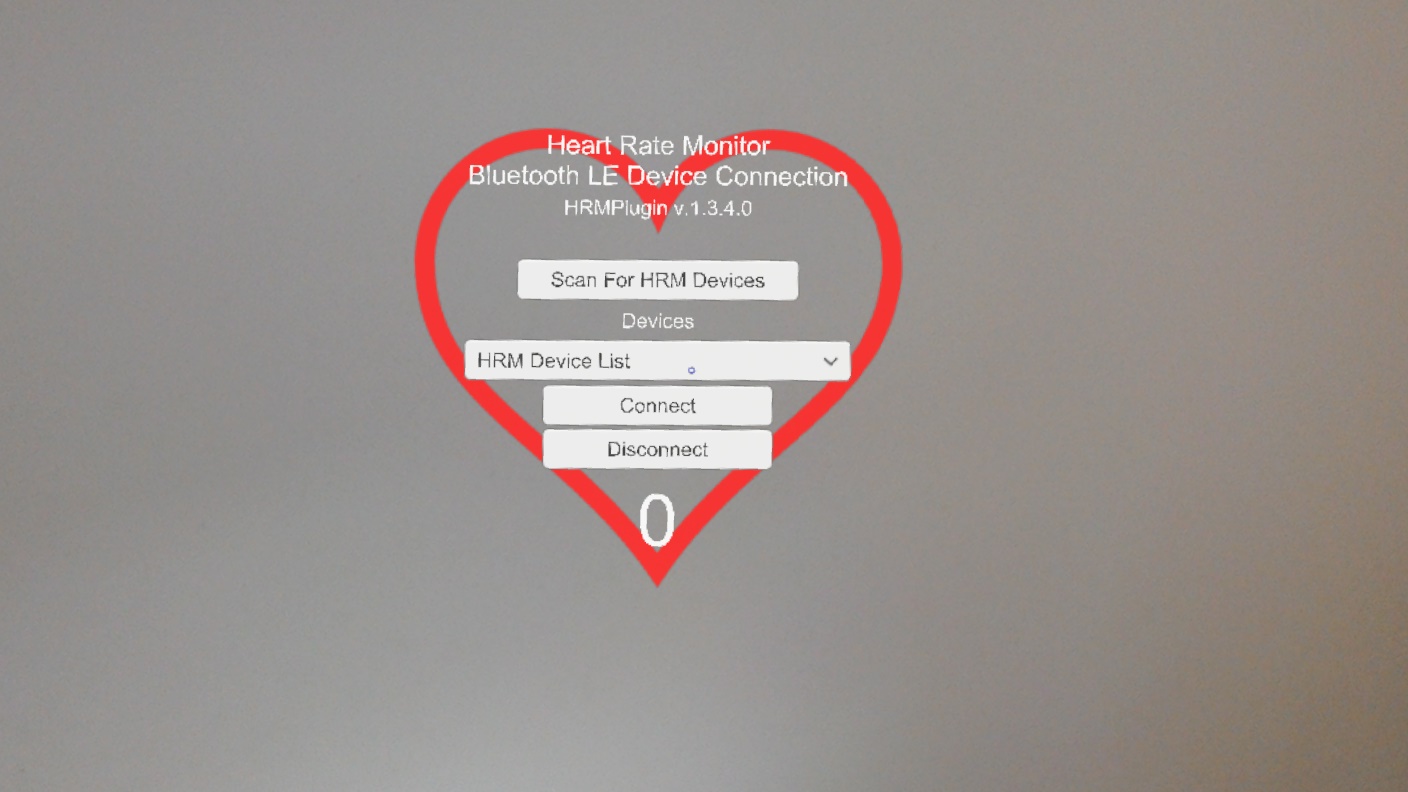 Heart Rate Monitor
Bluetooth LE Device Connection
HRMPlugin v.1.3.4.0
Scan For HRM Devices
Devices
HRM Device List
Connect
Disconnect
0